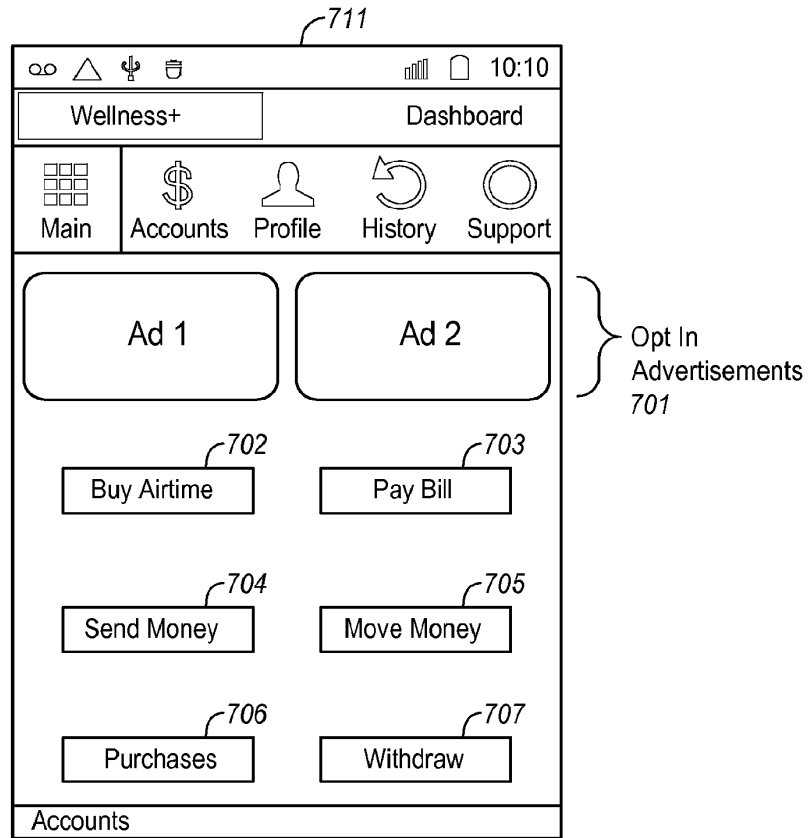 711
10:10
Wellness+ Dashboard
Main Accounts Profile History Support
Ad 1 Ad 2
Opt In
Advertisements
701
702 703
Buy Airtime Pay Bill
704 705
Send Money Move Money
706 707
Purchases Withdraw
Accounts